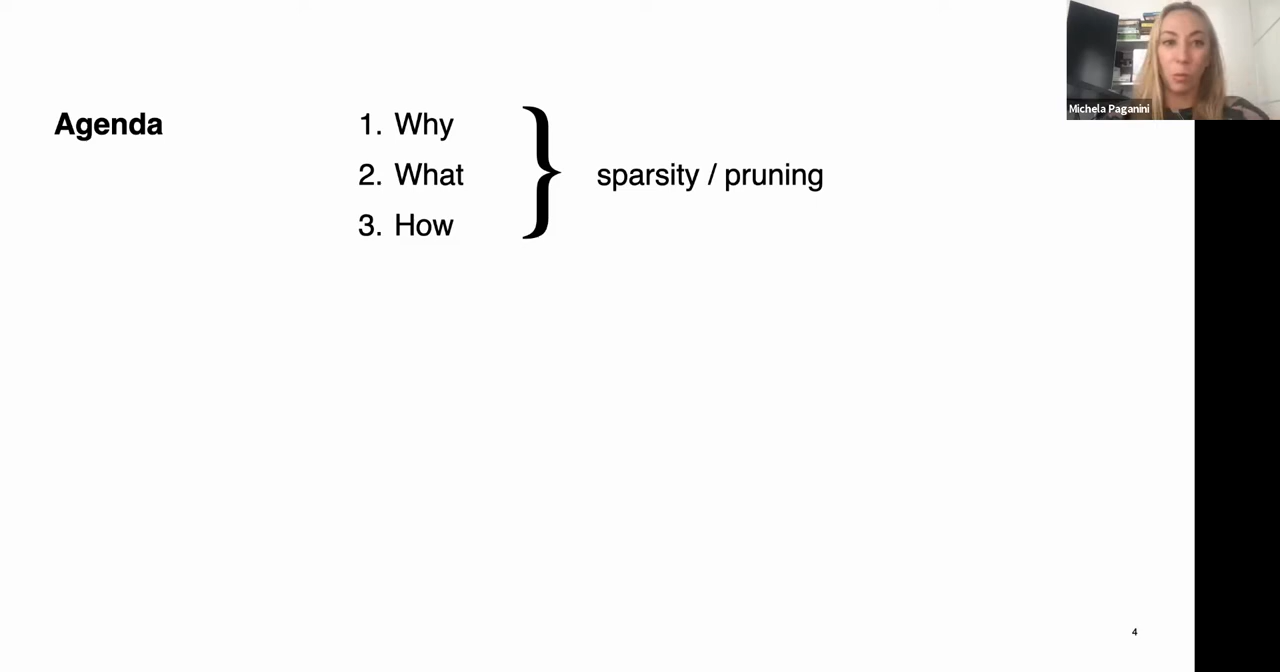 Agenda
1. Why
2. What
3. How
} sparsity / pruning
Michela Paganini
4